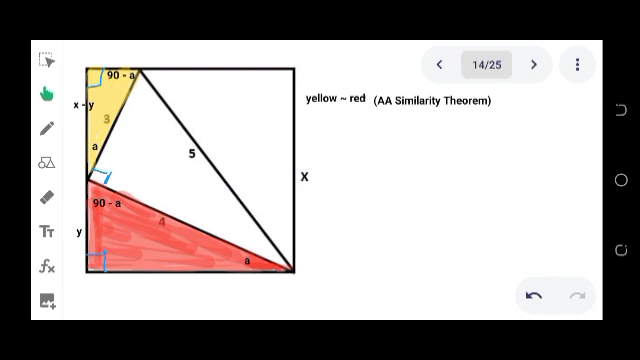 14/25
90 - a
x - y
3
a
5
yellow ~ red (AA Similarity Theorem)
X
90 - a
4
y
a